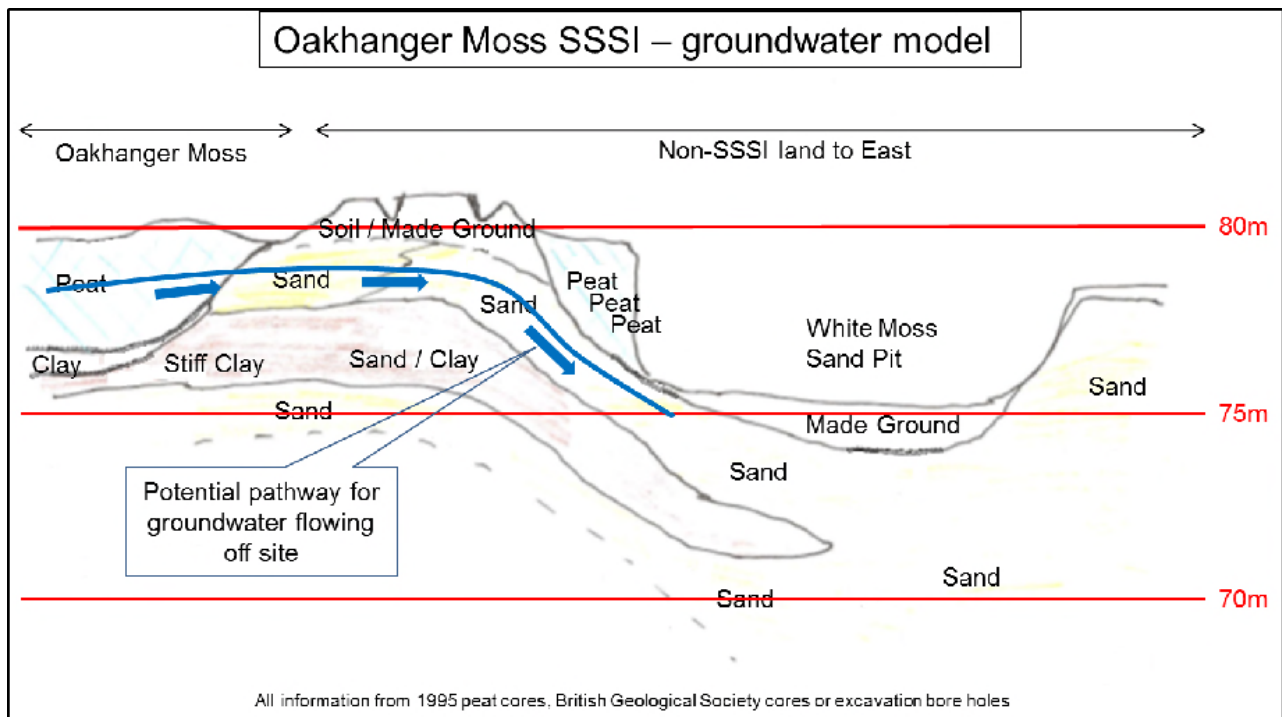 Oakhanger Moss SSSI – groundwater model
Oakhanger Moss
Non-SSSI land to East
Soil / Made Ground
80m
Peat
Sand
Sand
Peat
Peat
Peat
White Moss
Sand Pit
Clay
Stiff Clay
Sand / Clay
Sand
Sand
75m
Made Ground
Potential pathway for
groundwater flowing
off site
Sand
Sand
Sand
70m
All information from 1995 peat cores, British Geological Society cores or excavation bore holes